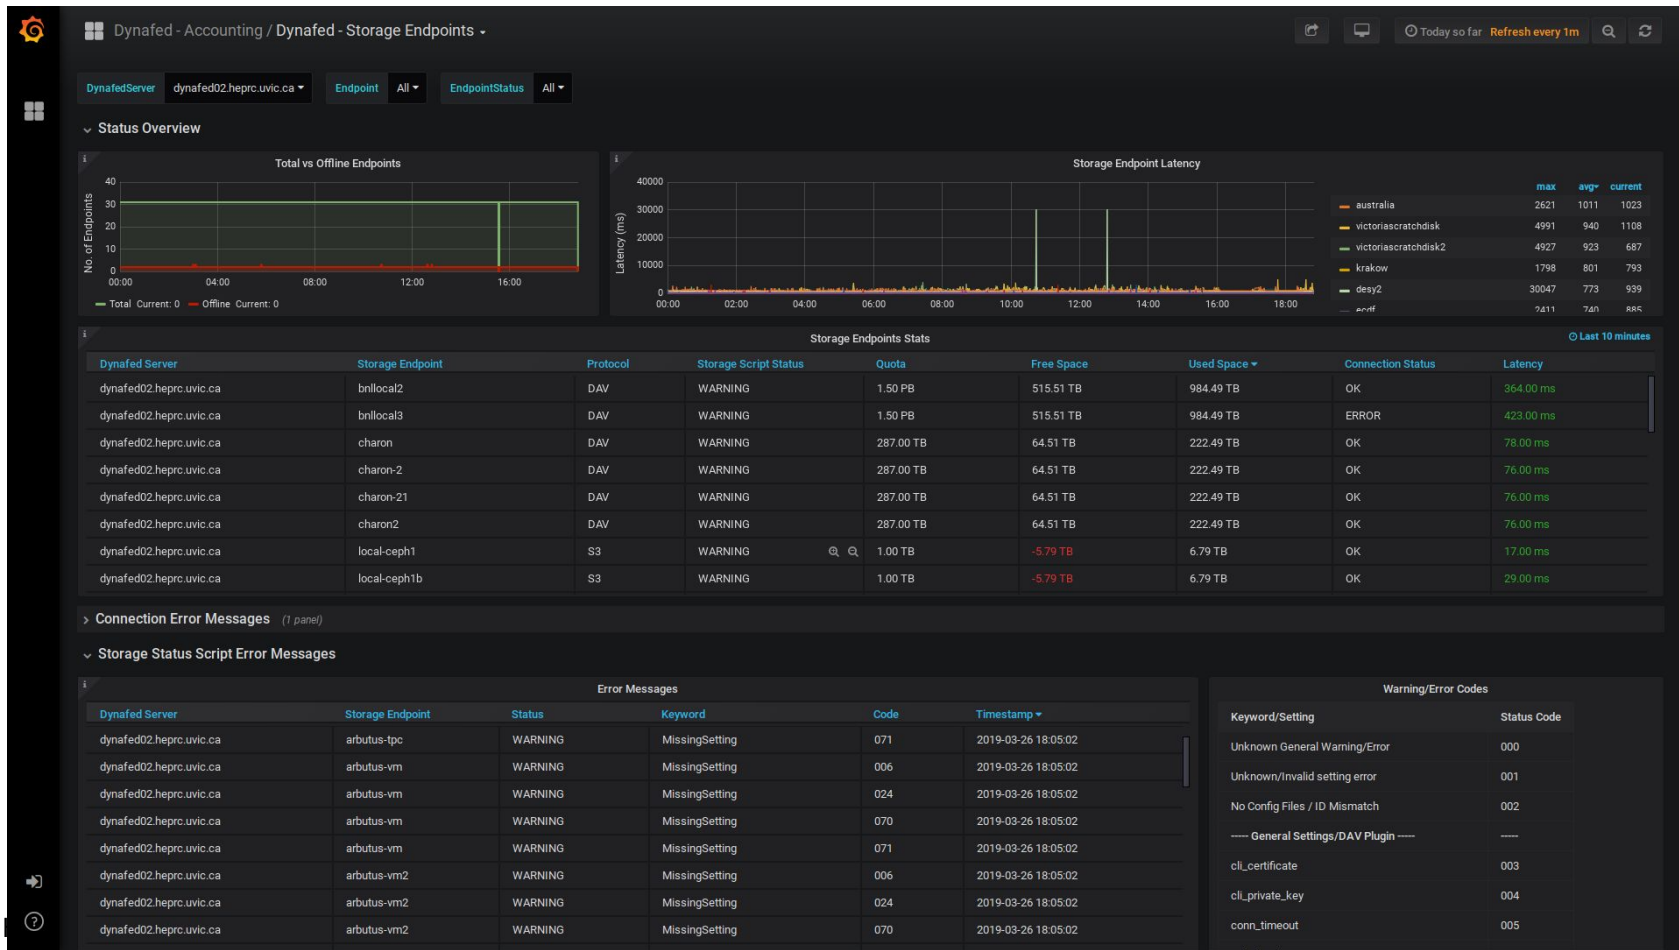 Dynafed - Accounting / Dynafed - Storage Endpoints
Today so far Refresh every 1m
DynafedServer dynafed02.heprc.uvic.ca Endpoint All EndpointStatus All
Status Overview
Total vs Offline Endpoints
No. of Endpoints
40
30
20
10
0
00:00 04:00 08:00 12:00 16:00
Total Current: 0 Offline Current: 0
Storage Endpoint Latency
Latency (ms)
40000
30000
20000
10000
0
00:00 02:00 04:00 06:00 08:00 10:00 12:00 14:00 16:00 18:00
max avg current
australia 2621 1011 1023
victoriascratchdisk 4991 940 1108
victoriascratchdisk2 4927 923 687
krakow 1798 801 793
desy2 30047 773 939
ecdf 2411 740 885
Storage Endpoints Stats
Last 10 minutes
Dynafed Server Storage Endpoint Protocol Storage Script Status Quota Free Space Used Space Connection Status Latency
dynafed02.heprc.uvic.ca bnllocal2 DAV WARNING 1.50 PB 515.51 TB 984.49 TB OK 364.00 ms
dynafed02.heprc.uvic.ca bnllocal3 DAV WARNING 1.50 PB 515.51 TB 984.49 TB ERROR 423.00 ms
dynafed02.heprc.uvic.ca charon DAV WARNING 287.00 TB 64.51 TB 222.49 TB OK 78.00 ms
dynafed02.heprc.uvic.ca charon-2 DAV WARNING 287.00 TB 64.51 TB 222.49 TB OK 76.00 ms
dynafed02.heprc.uvic.ca charon-21 DAV WARNING 287.00 TB 64.51 TB 222.49 TB OK 76.00 ms
dynafed02.heprc.uvic.ca charon2 DAV WARNING 287.00 TB 64.51 TB 222.49 TB OK 76.00 ms
dynafed02.heprc.uvic.ca local-ceph1 S3 WARNING 1.00 TB -5.79 TB 6.79 TB OK 17.00 ms
dynafed02.heprc.uvic.ca local-ceph1b S3 WARNING 1.00 TB -5.79 TB 6.79 TB OK 29.00 ms
Connection Error Messages (1 panel)
Storage Status Script Error Messages
Error Messages
Dynafed Server Storage Endpoint Status Keyword Code Timestamp
dynafed02.heprc.uvic.ca arbutus-tpc WARNING MissingSetting 071 2019-03-26 18:05:02
dynafed02.heprc.uvic.ca arbutus-vm WARNING MissingSetting 006 2019-03-26 18:05:02
dynafed02.heprc.uvic.ca arbutus-vm WARNING MissingSetting 024 2019-03-26 18:05:02
dynafed02.heprc.uvic.ca arbutus-vm WARNING MissingSetting 070 2019-03-26 18:05:02
dynafed02.heprc.uvic.ca arbutus-vm WARNING MissingSetting 071 2019-03-26 18:05:02
dynafed02.heprc.uvic.ca arbutus-vm2 WARNING MissingSetting 006 2019-03-26 18:05:02
dynafed02.heprc.uvic.ca arbutus-vm2 WARNING MissingSetting 024 2019-03-26 18:05:02
dynafed02.heprc.uvic.ca arbutus-vm2 WARNING MissingSetting 070 2019-03-26 18:05:02
Warning/Error Codes
Keyword/Setting Status Code
Unknown General Warning/Error 000
Unknown/Invalid setting error 001
No Config Files / ID Mismatch 002
----- General Settings/DAV Plugin ----- -----
cli_certificate 003
cli_private_key 004
conn_timeout 005